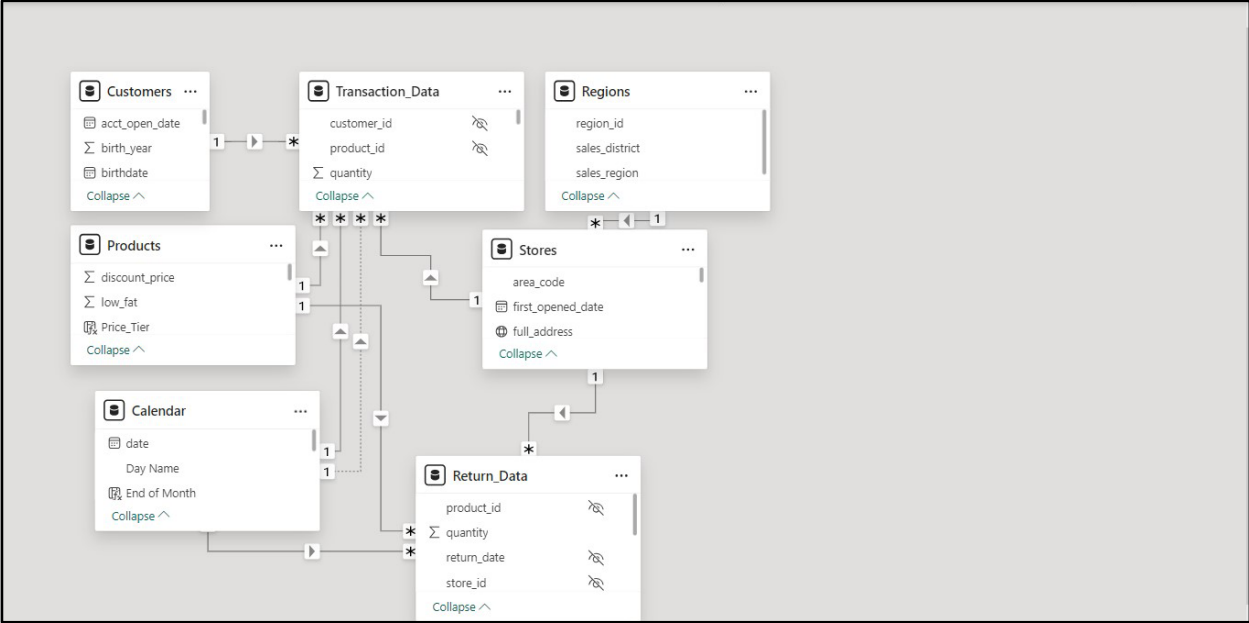 Customers ...
acct_open_date
birth_year
birthdate
Collapse
1
*
Transaction_Data ...
customer_id
product_id
Σ quantity
Collapse
Regions ...
region_id
sales_district
sales_region
Collapse
* * * *
* 1
Products ...
Σ discount_price
Σ low_fat
Price_Tier
Collapse
1
1
Stores ...
area_code
first_opened_date
full_address
Collapse
1
1
*
Calendar ...
date
Day Name
End of Month
Collapse
1
1
Return_Data ...
product_id
Σ quantity
return_date
store_id
Collapse
*
*